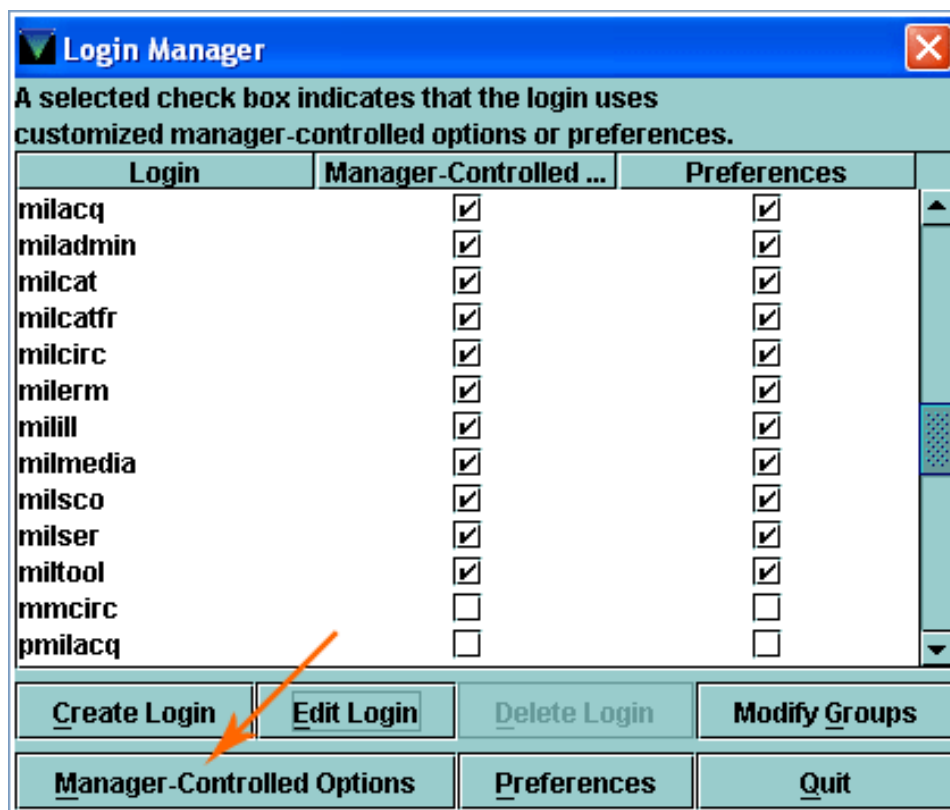 Login Manager
A selected check box indicates that the login uses
customized manager-controlled options or preferences.
Login Manager-Controlled ... Preferences
milacq
miladmin
milcat
milcatfr
milcirc
milerm
milill
milmedia
milsco
milser
miltool
mmcirc
pmilacq
Create Login Edit Login Delete Login Modify Groups
Manager-Controlled Options Preferences Quit